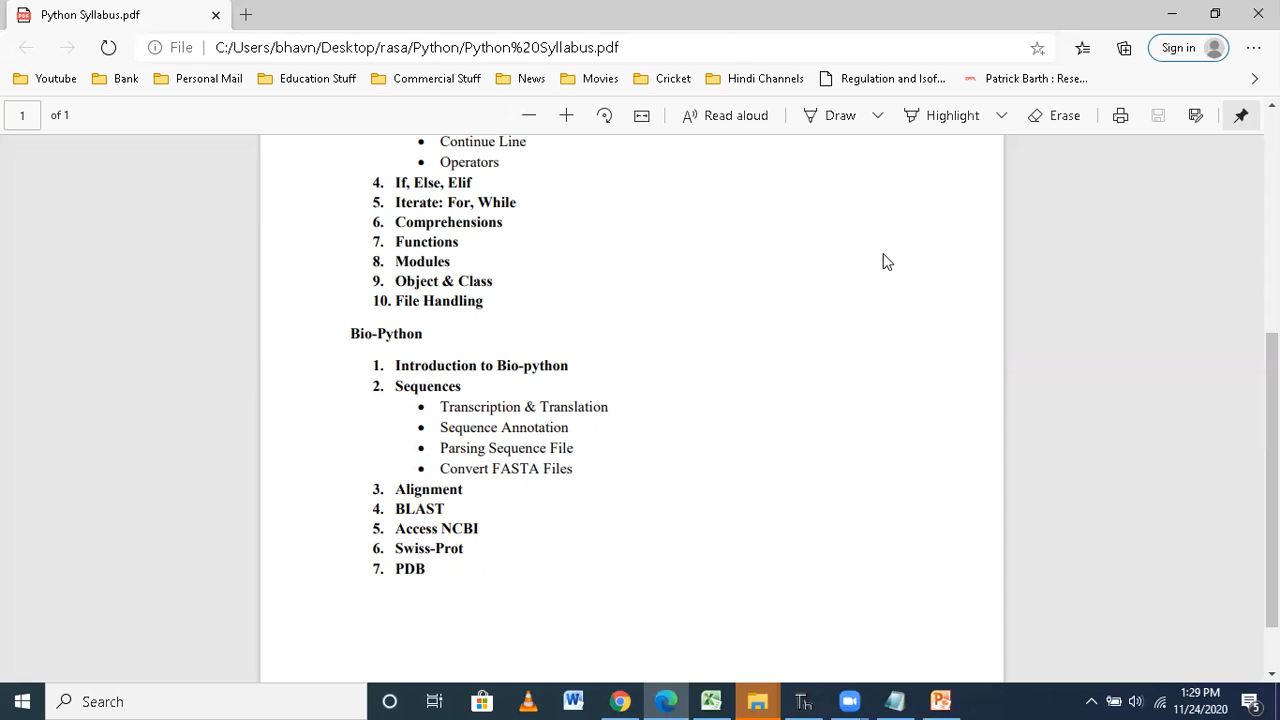 Python Syllabus.pdf
File C:/Users/bhavn/Desktop/rasa/Python/Python%20Syllabus.pdf Sign in
Youtube Bank Personal Mail Education Stuff Commercial Stuff News Movies Cricket Hindi Channels Regulation and Isof... Patrick Barth : Rese...
1 of 1 Read aloud Draw Highlight Erase
• Continue Line
• Operators
4. If, Else, Elif
5. Iterate: For, While
6. Comprehensions
7. Functions
8. Modules
9. Object & Class
10. File Handling
Bio-Python
1. Introduction to Bio-python
2. Sequences
• Transcription & Translation
• Sequence Annotation
• Parsing Sequence File
• Convert FASTA Files
3. Alignment
4. BLAST
5. Access NCBI
6. Swiss-Prot
7. PDB
Search
1:29 PM
11/24/2020
5